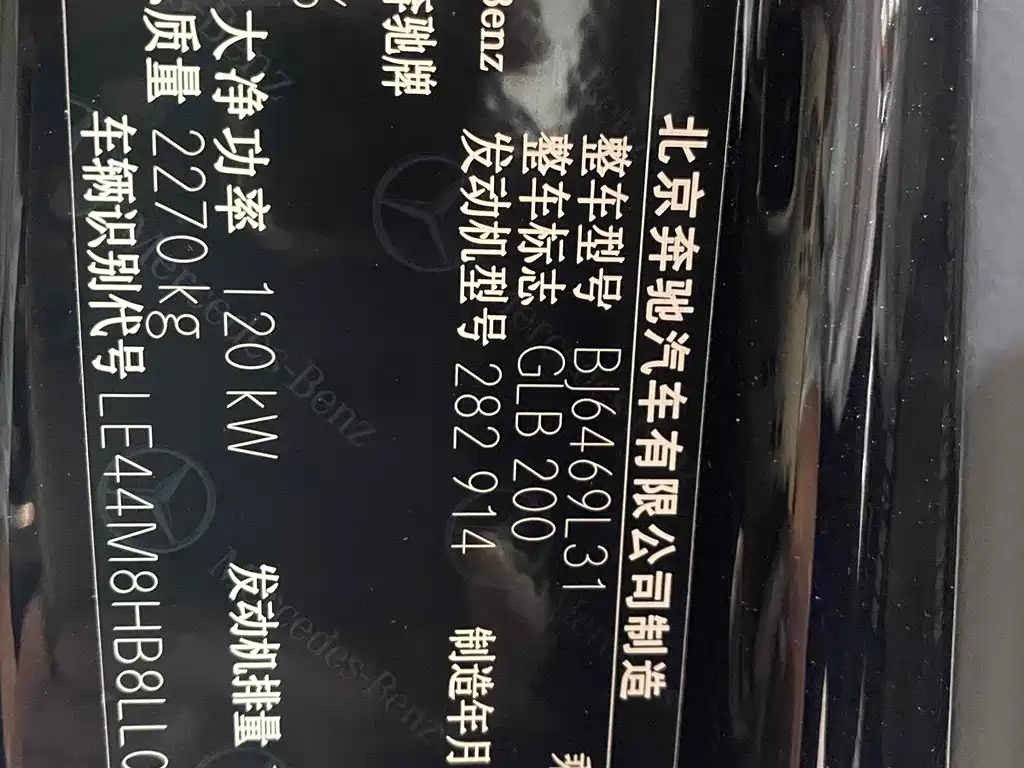 北京奔驰汽车有限公司制造
整车型号 BJ6469L31
整车标志 GLB 200
发动机型号 282 914 制造年月
Benz
奔驰牌
大净功率 120 kW 发动机排量
质量 2270 kg
车辆识别代号 LE44M8HB8LL
Mercedes-Benz